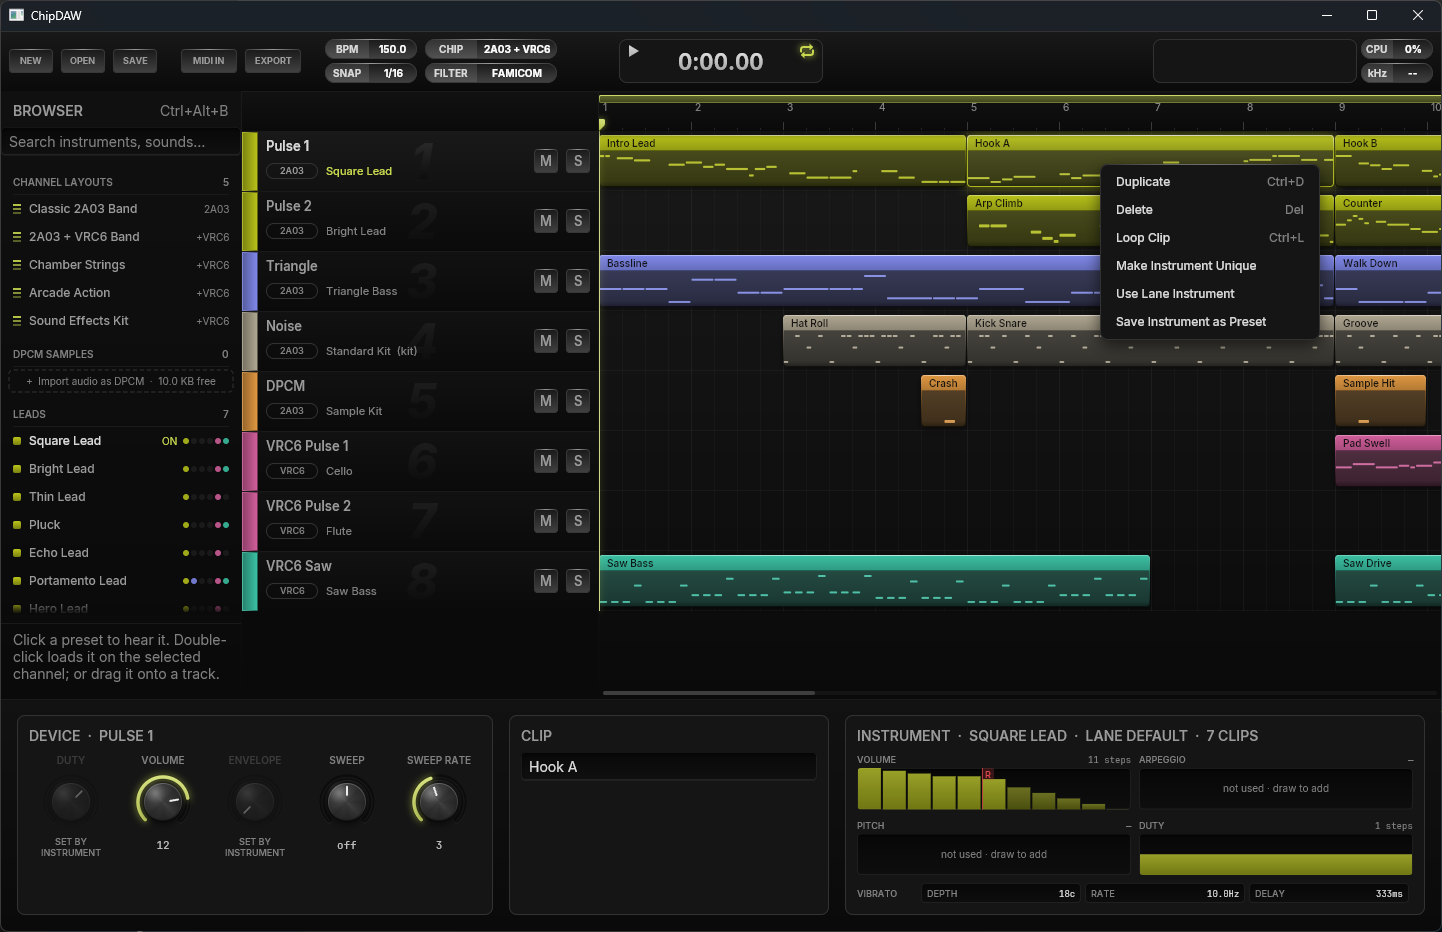 ChipDAW
NEW OPEN SAVE MIDI IN EXPORT
BPM 150.0 CHIP 2A03 + VRC6
SNAP 1/16 FILTER FAMICOM
0:00.00
CPU 0%
kHz --
BROWSER Ctrl+Alt+B
Search instruments, sounds...
CHANNEL LAYOUTS 5
Classic 2A03 Band 2A03
2A03 + VRC6 Band +VRC6
Chamber Strings +VRC6
Arcade Action +VRC6
Sound Effects Kit +VRC6
DPCM SAMPLES 0
+ Import audio as DPCM · 10.0 KB free
LEADS 7
Square Lead ON
Bright Lead
Thin Lead
Pluck
Echo Lead
Portamento Lead
Hero Lead
Click a preset to hear it. Double-
click loads it on the selected
channel; or drag it onto a track.
1 2 3 4 5 6 7 8 9 10
Pulse 1 1 M S
2A03 Square Lead
Pulse 2 2 M S
2A03 Bright Lead
Triangle 3 M S
2A03 Triangle Bass
Noise 4 M S
2A03 Standard Kit (kit)
DPCM 5 M S
2A03 Sample Kit
VRC6 Pulse 1 6 M S
VRC6 Cello
VRC6 Pulse 2 7 M S
VRC6 Flute
VRC6 Saw 8 M S
VRC6 Saw Bass
Intro Lead Hook A Hook B
Arp Climb Counter
Bassline Walk Down
Hat Roll Kick Snare Groove
Crash Sample Hit
Pad Swell
Saw Bass Saw Drive
Duplicate Ctrl+D
Delete Del
Loop Clip Ctrl+L
Make Instrument Unique
Use Lane Instrument
Save Instrument as Preset
DEVICE · PULSE 1
DUTY VOLUME ENVELOPE SWEEP SWEEP RATE
SET BY INSTRUMENT 12 SET BY INSTRUMENT off 3
CLIP
Hook A
INSTRUMENT · SQUARE LEAD · LANE DEFAULT · 7 CLIPS
VOLUME 11 steps ARPEGGIO –
R
not used · draw to add
PITCH – DUTY 1 steps
not used · draw to add
VIBRATO DEPTH 18c RATE 10.0Hz DELAY 333ms